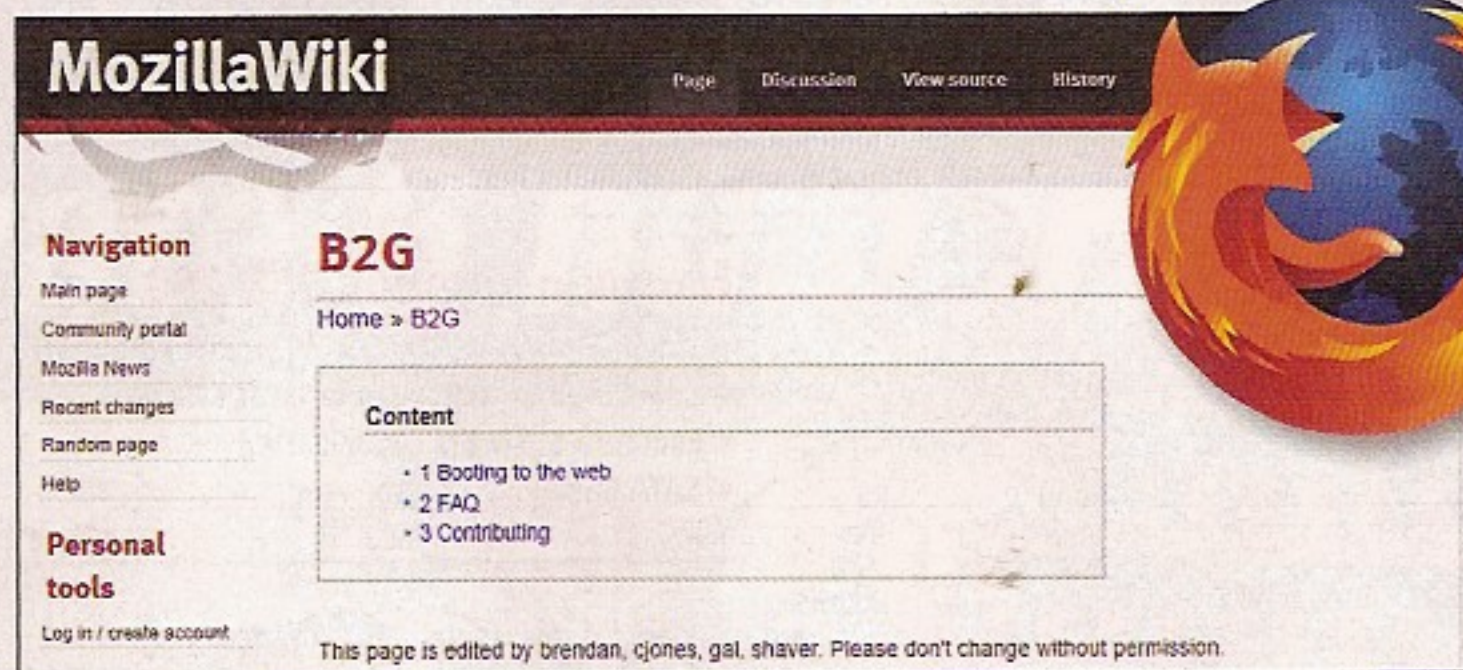 MozillaWiki
Page Discussion View source History
Navigation
Main page
Community portal
Mozilla News
Recent changes
Random page
Help
Personal
tools
Log in / create account
B2G
Home » B2G
Content
• 1 Booting to the web
• 2 FAQ
• 3 Contributing
This page is edited by brendan, cjones, gal, shaver. Please don't change without permission.